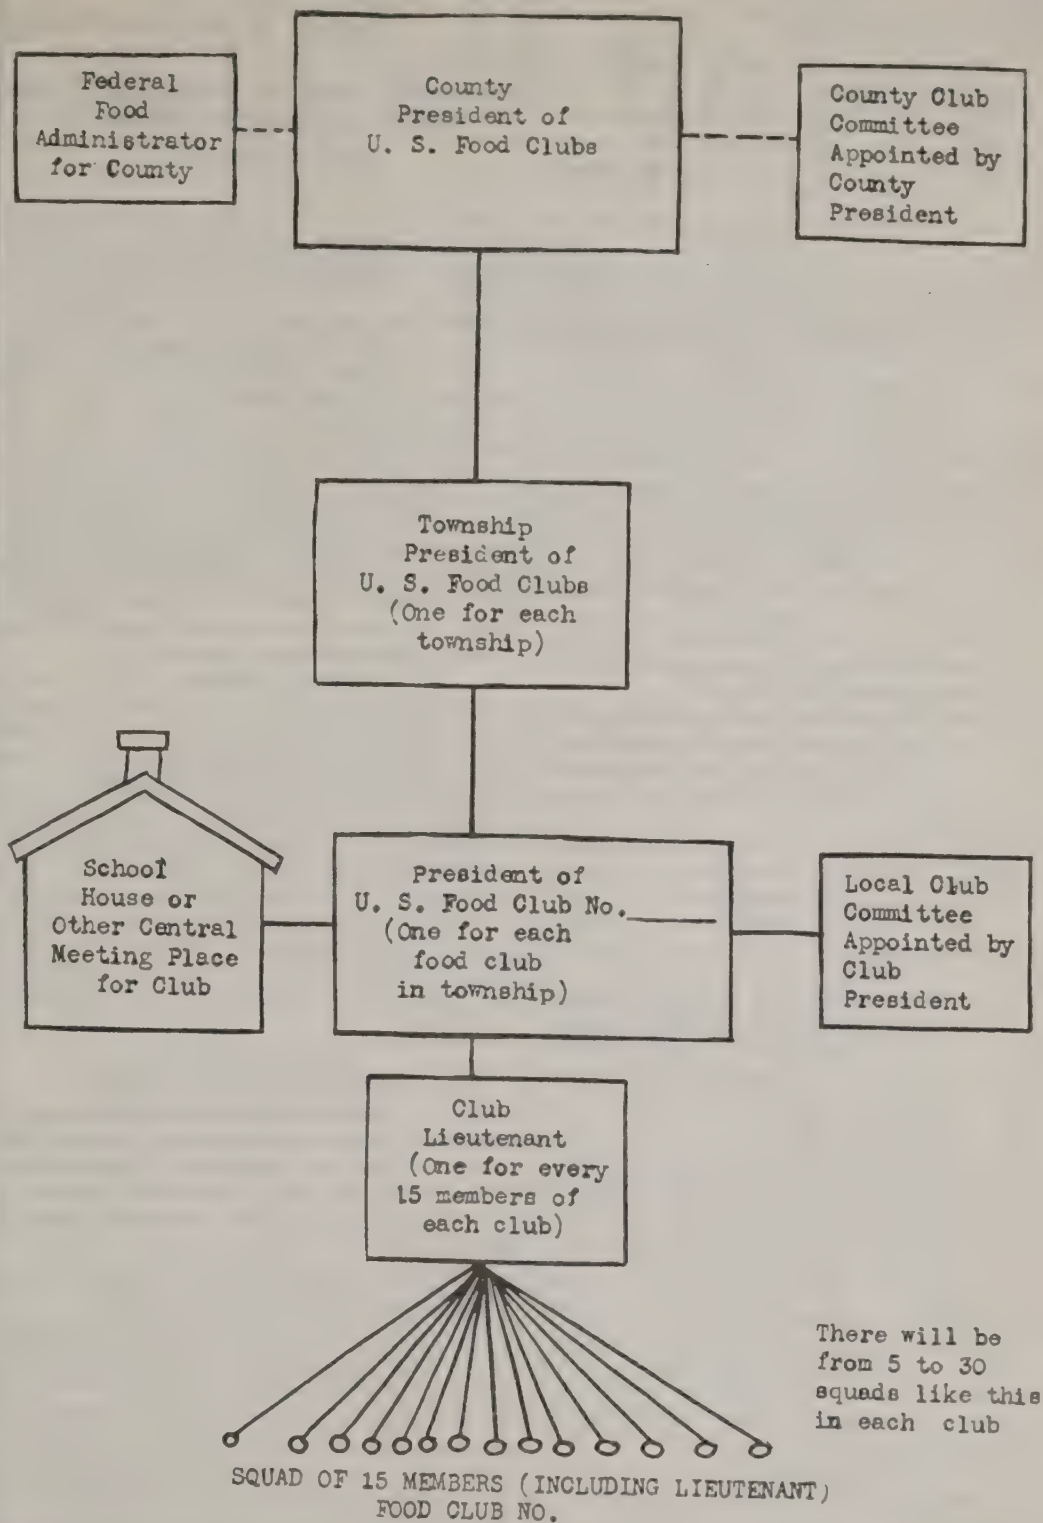 Federal
Food
Administrator
for County
County
President of
U. S. Food Clubs
County Club
Committee
Appointed by
County
President
Township
President of
U. S. Food Clubs
(One for each
township)
School
House or
Other Central
Meeting Place
for Club
President of
U. S. Food Club No.________
(One for each
food club
in township)
Local Club
Committee
Appointed by
Club
President
Club
Lieutenant
(One for every
15 members of
each club)
There will be
from 5 to 30
squads like this
in each club
SQUAD OF 15 MEMBERS (INCLUDING LIEUTENANT)
FOOD CLUB NO.